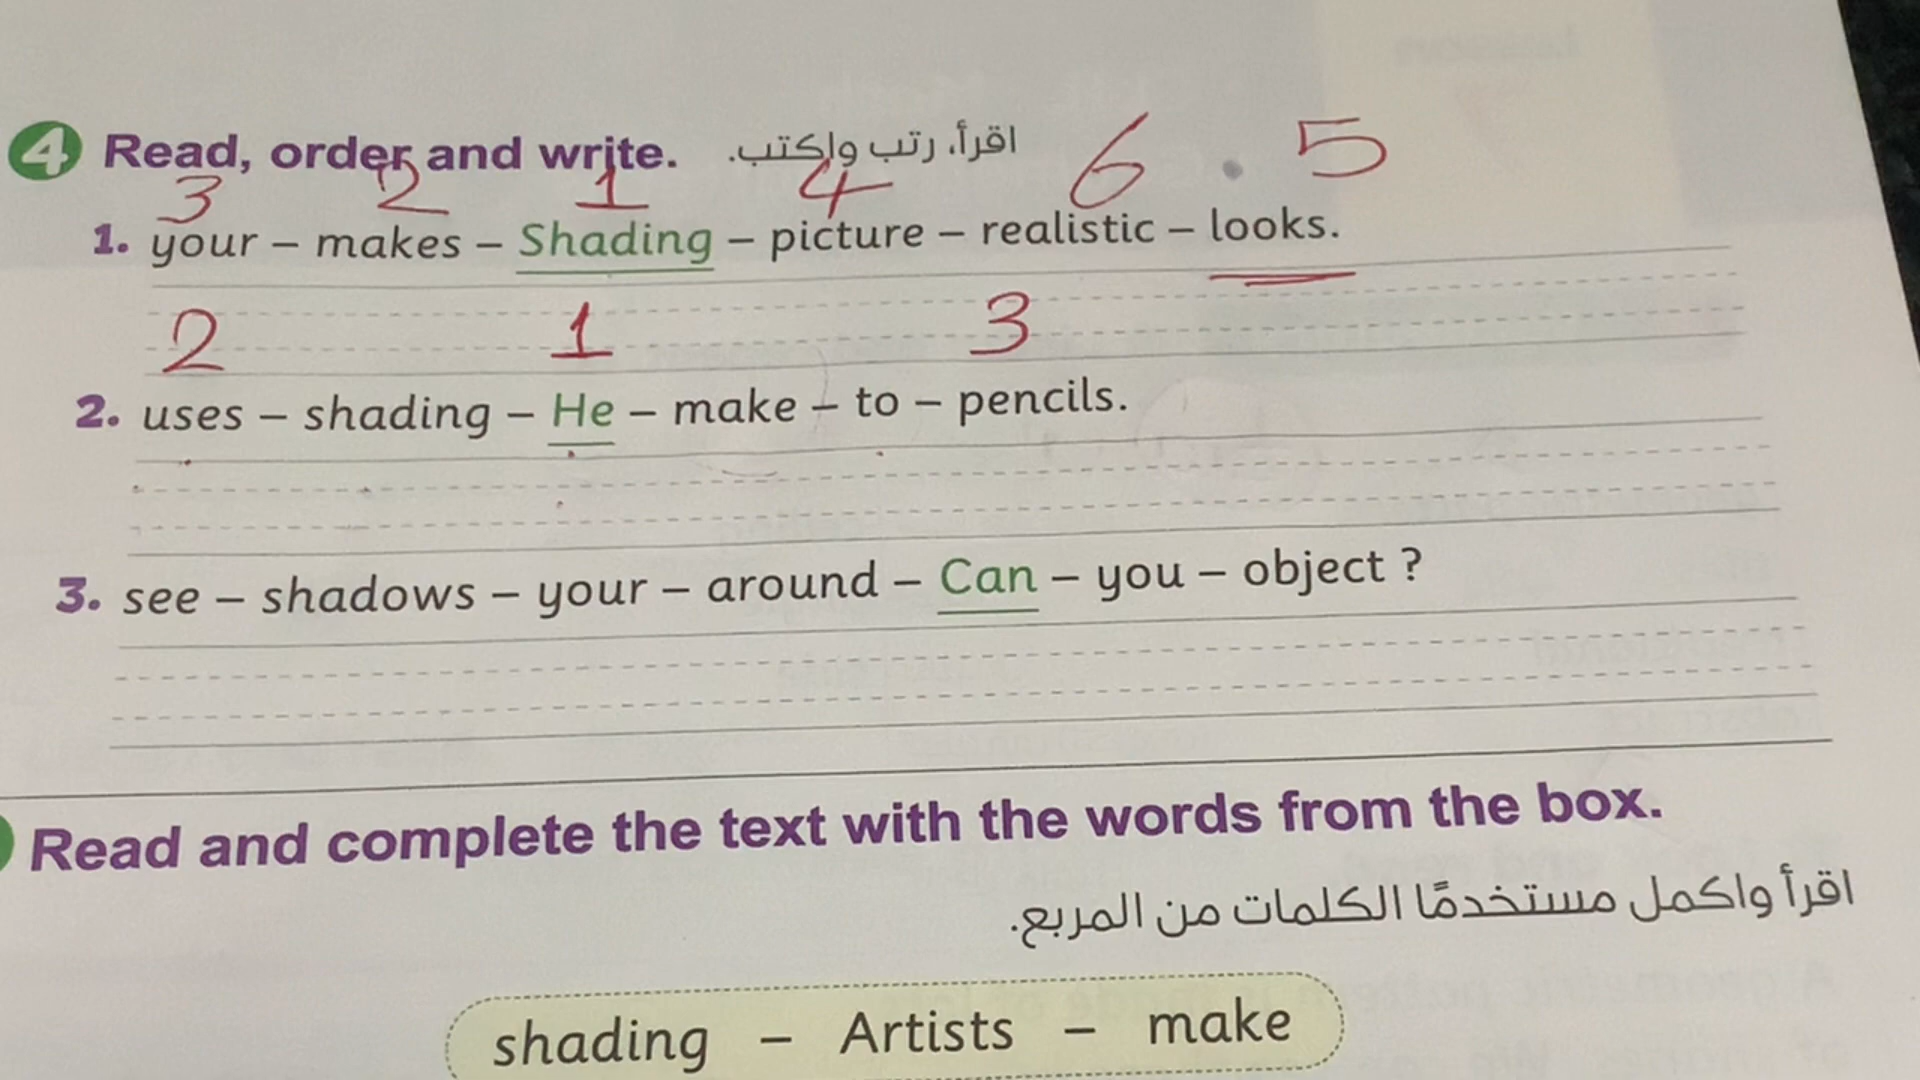 4 Read, order and write. اقرأ، رتب واكتب.
3 2 1 4 6 . 5
1. your – makes – Shading – picture – realistic – looks.
2 1 3
2. uses – shading – He – make – to – pencils.
3. see – shadows – your – around – Can – you – object ?
Read and complete the text with the words from the box.
اقرأ واكمل مستخدمًا الكلمات من المربع.
shading – Artists – make